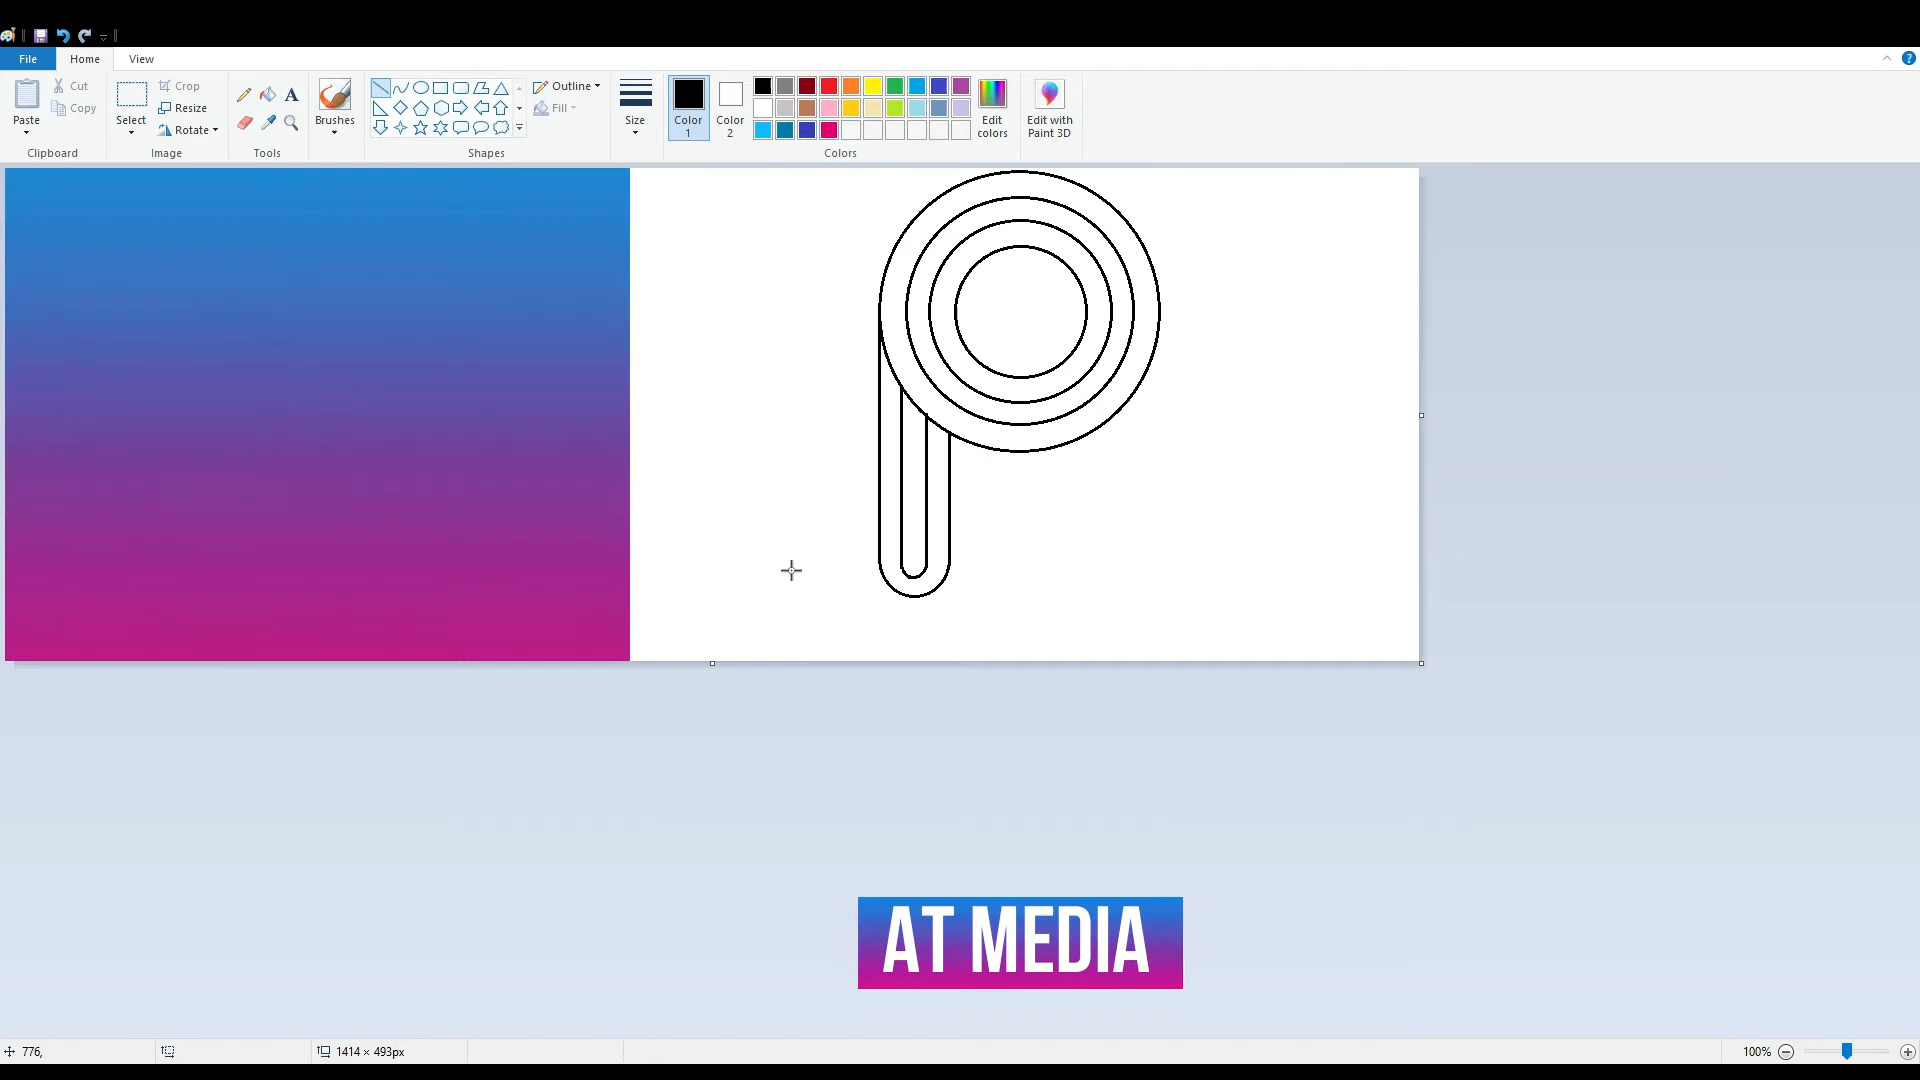 File Home View
Paste
Cut
Copy
Clipboard
Select
Crop
Resize
Rotate
Image
Tools
Brushes
Outline
Fill
Shapes
Size
Color 1
Color 2
Edit colors
Colors
Edit with Paint 3D
AT MEDIA
776,
1414 × 493px
100%